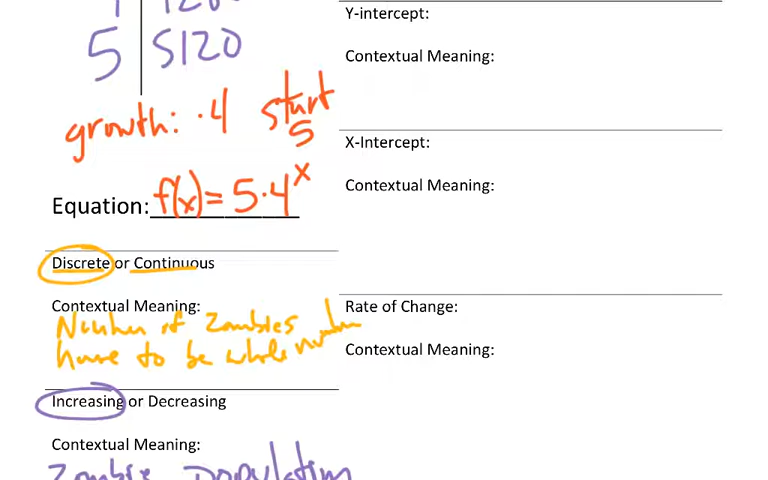 5 5120
growth: ·4 start 5
Equation: f(x) = 5·4^x
Discrete or Continuous
Contextual Meaning:
Number of Zombies
have to be whole number
Increasing or Decreasing
Contextual Meaning:
Zombie population
Y-intercept:
Contextual Meaning:
X-Intercept:
Contextual Meaning:
Rate of Change:
Contextual Meaning: